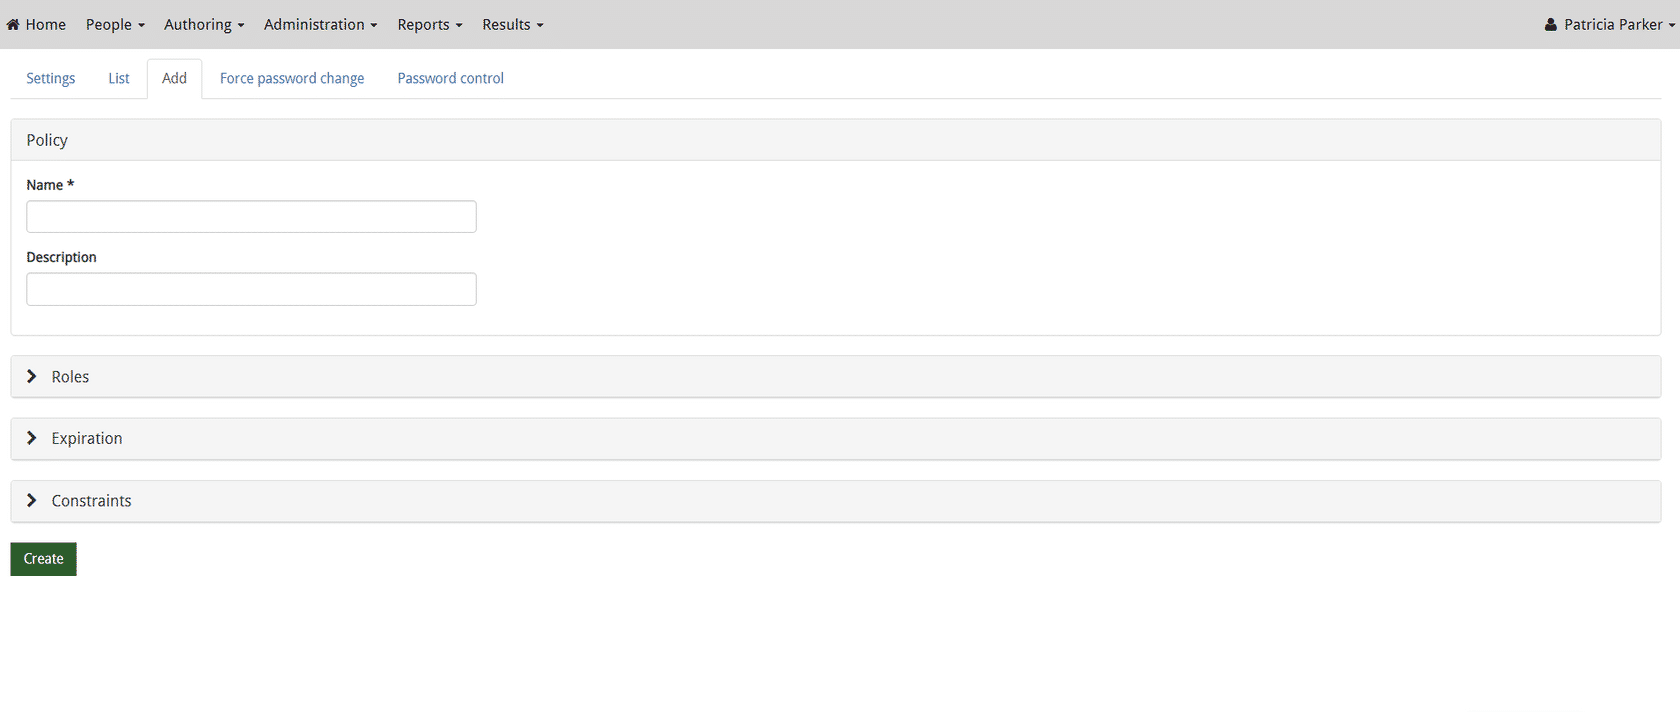 Home People Authoring Administration Reports Results Patricia Parker
Settings List Add Force password change Password control
Policy
Name *
Description
Roles
Expiration
Constraints
Create